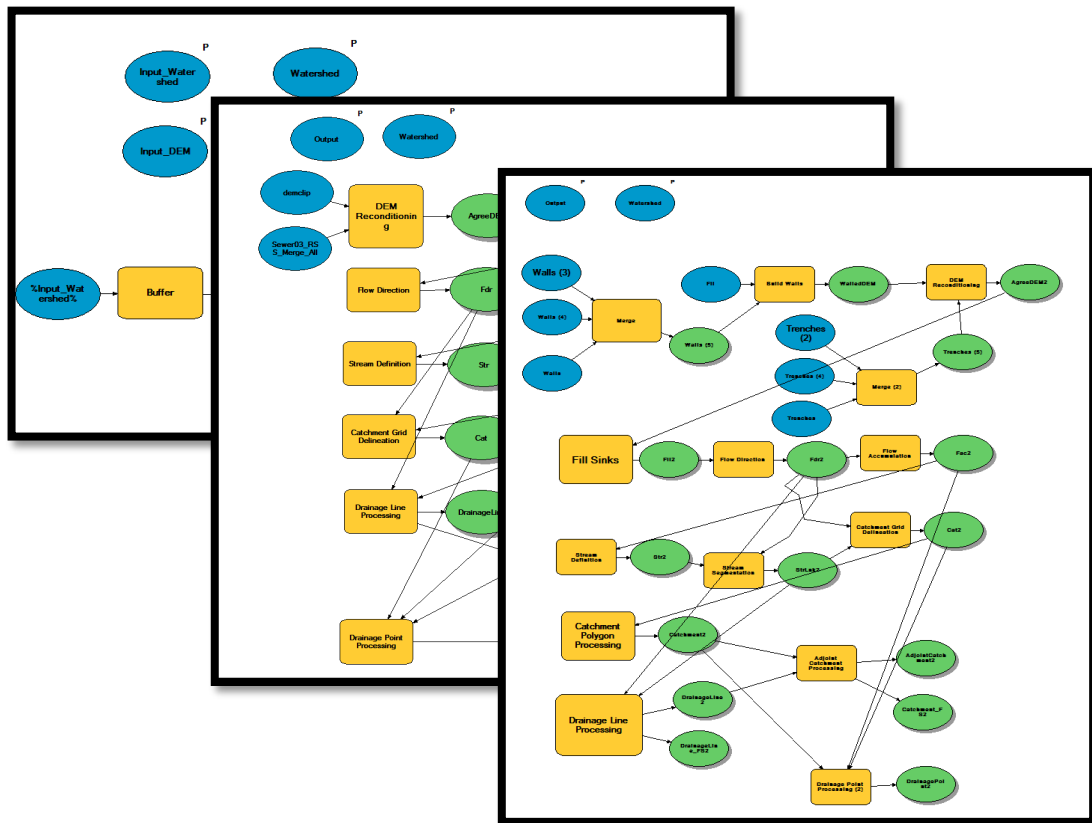 P
P
Input_Water
shed
Watershed
P
Input_DEM
%Input_Wat
ershed%
Buffer
P
P
Output
Watershed
demclip
DEM
Reconditionin
g
AgreeDE
Sewer03_RS
S_Merge_All
Flow Direction
Fdr
Stream Definition
Str
Catchment Grid
Delineation
Cat
Drainage Line
Processing
DrainageLin
Drainage Point
Processing
P
P
Output
Watershed
Walls (3)
Walls (4)
Walls
Merge
Walls (5)
Fil
Build Walls
WalledDEM
DEM
Reconditioning
AgreeDEM2
Trenches
(2)
Trenches (4)
Trenches
Merge (2)
Trenches (5)
Fill Sinks
Fil2
Flow Direction
Fdr2
Flow
Accumulation
Fac2
Catchment Grid
Delineation
Cat2
Stream
Definition
Str2
Stream
Segmentation
StrLnk2
Catchment
Polygon
Processing
Catchment2
Adjoint
Catchment
Processing
AdjointCatch
ment2
Catchment_F
S2
Drainage Line
Processing
DrainageLine
2
DrainageLin
e_FS2
Drainage Point
Processing (2)
DrainagePoi
nt2